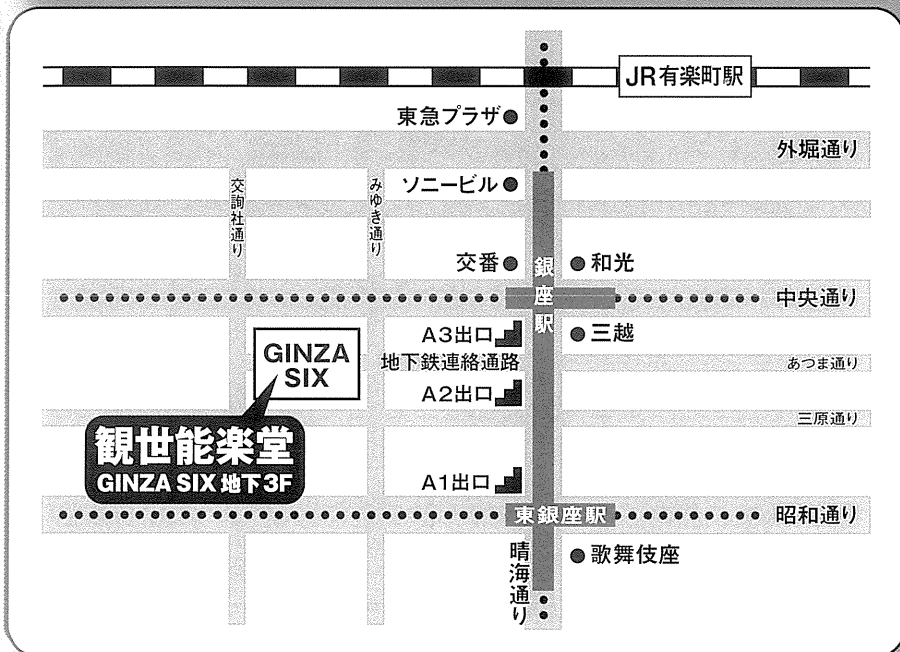 JR有楽町駅
東急プラザ
外堀通り
ソニービル
交詢社通り
みゆき通り
交番
銀座駅
和光
中央通り
A3出口
三越
GINZA
SIX
地下鉄連絡通路
あづま通り
A2出口
三原通り
観世能楽堂
GINZA SIX 地下3F
A1出口
東銀座駅
昭和通り
晴海通り
歌舞伎座